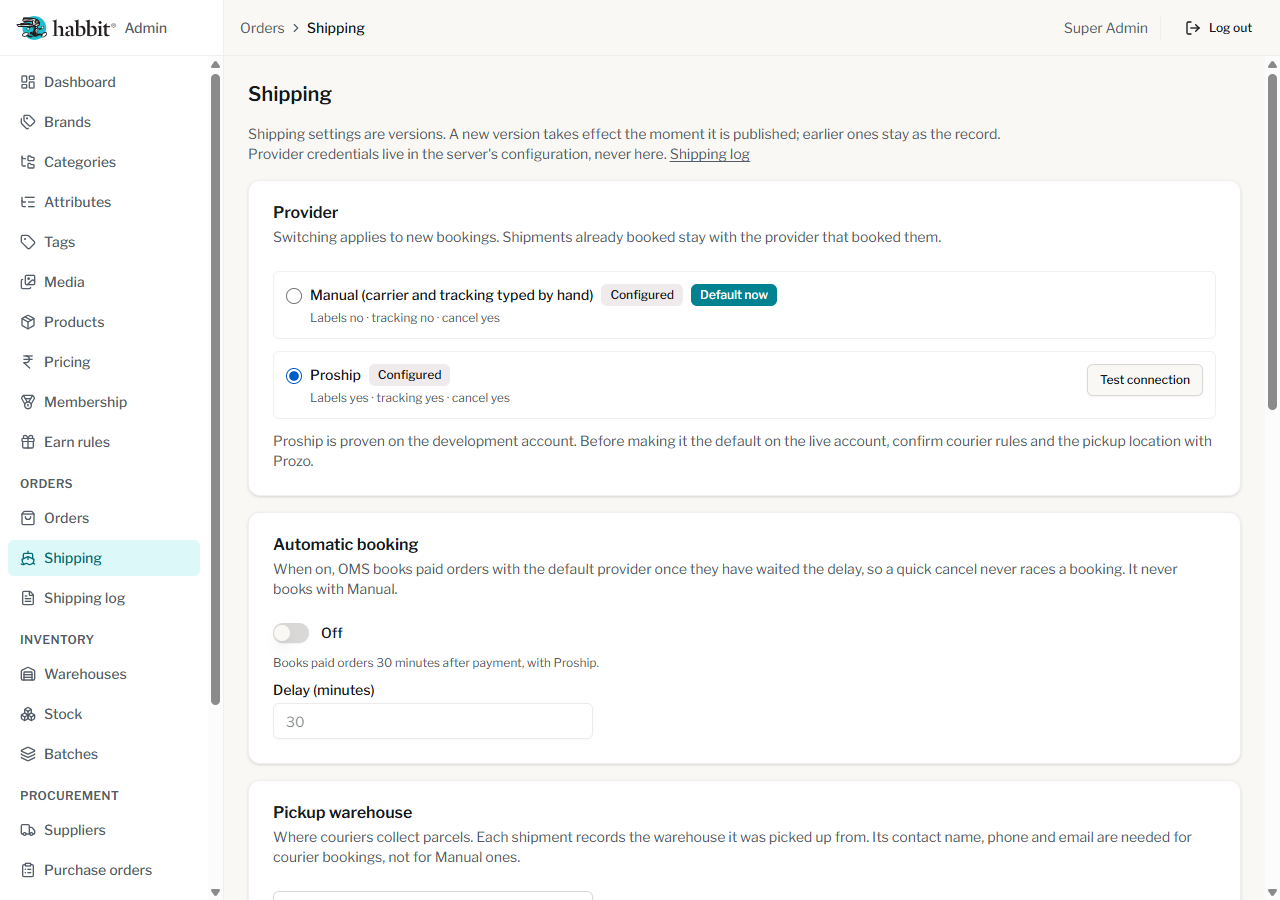 habbit® Admin
Orders > Shipping
Super Admin
Log out
Dashboard
Brands
Categories
Attributes
Tags
Media
Products
Pricing
Membership
Earn rules
ORDERS
Orders
Shipping
Shipping log
INVENTORY
Warehouses
Stock
Batches
PROCUREMENT
Suppliers
Purchase orders
Shipping
Shipping settings are versions. A new version takes effect the moment it is published; earlier ones stay as the record.
Provider credentials live in the server's configuration, never here. Shipping log
Provider
Switching applies to new bookings. Shipments already booked stay with the provider that booked them.
Manual (carrier and tracking typed by hand) Configured Default now
Labels no · tracking no · cancel yes
Proship Configured
Labels yes · tracking yes · cancel yes
Test connection
Proship is proven on the development account. Before making it the default on the live account, confirm courier rules and the pickup location with
Prozo.
Automatic booking
When on, OMS books paid orders with the default provider once they have waited the delay, so a quick cancel never races a booking. It never
books with Manual.
Off
Books paid orders 30 minutes after payment, with Proship.
Delay (minutes)
30
Pickup warehouse
Where couriers collect parcels. Each shipment records the warehouse it was picked up from. Its contact name, phone and email are needed for
courier bookings, not for Manual ones.